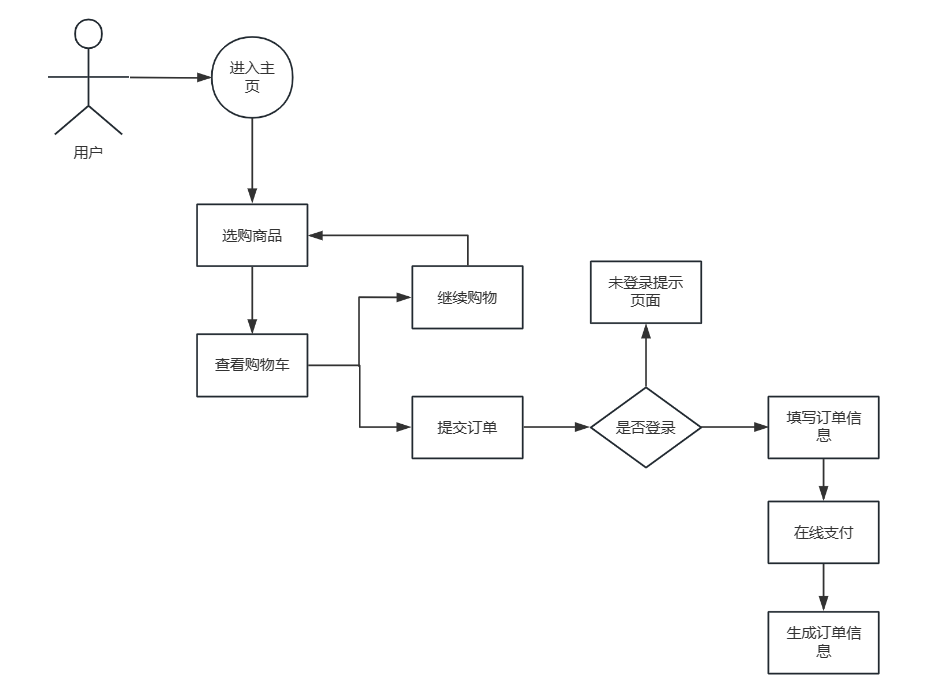 进入主
页
用户
选购商品
继续购物
未登录提示
页面
查看购物车
提交订单
是否登录
填写订单信
息
在线支付
生成订单信
息